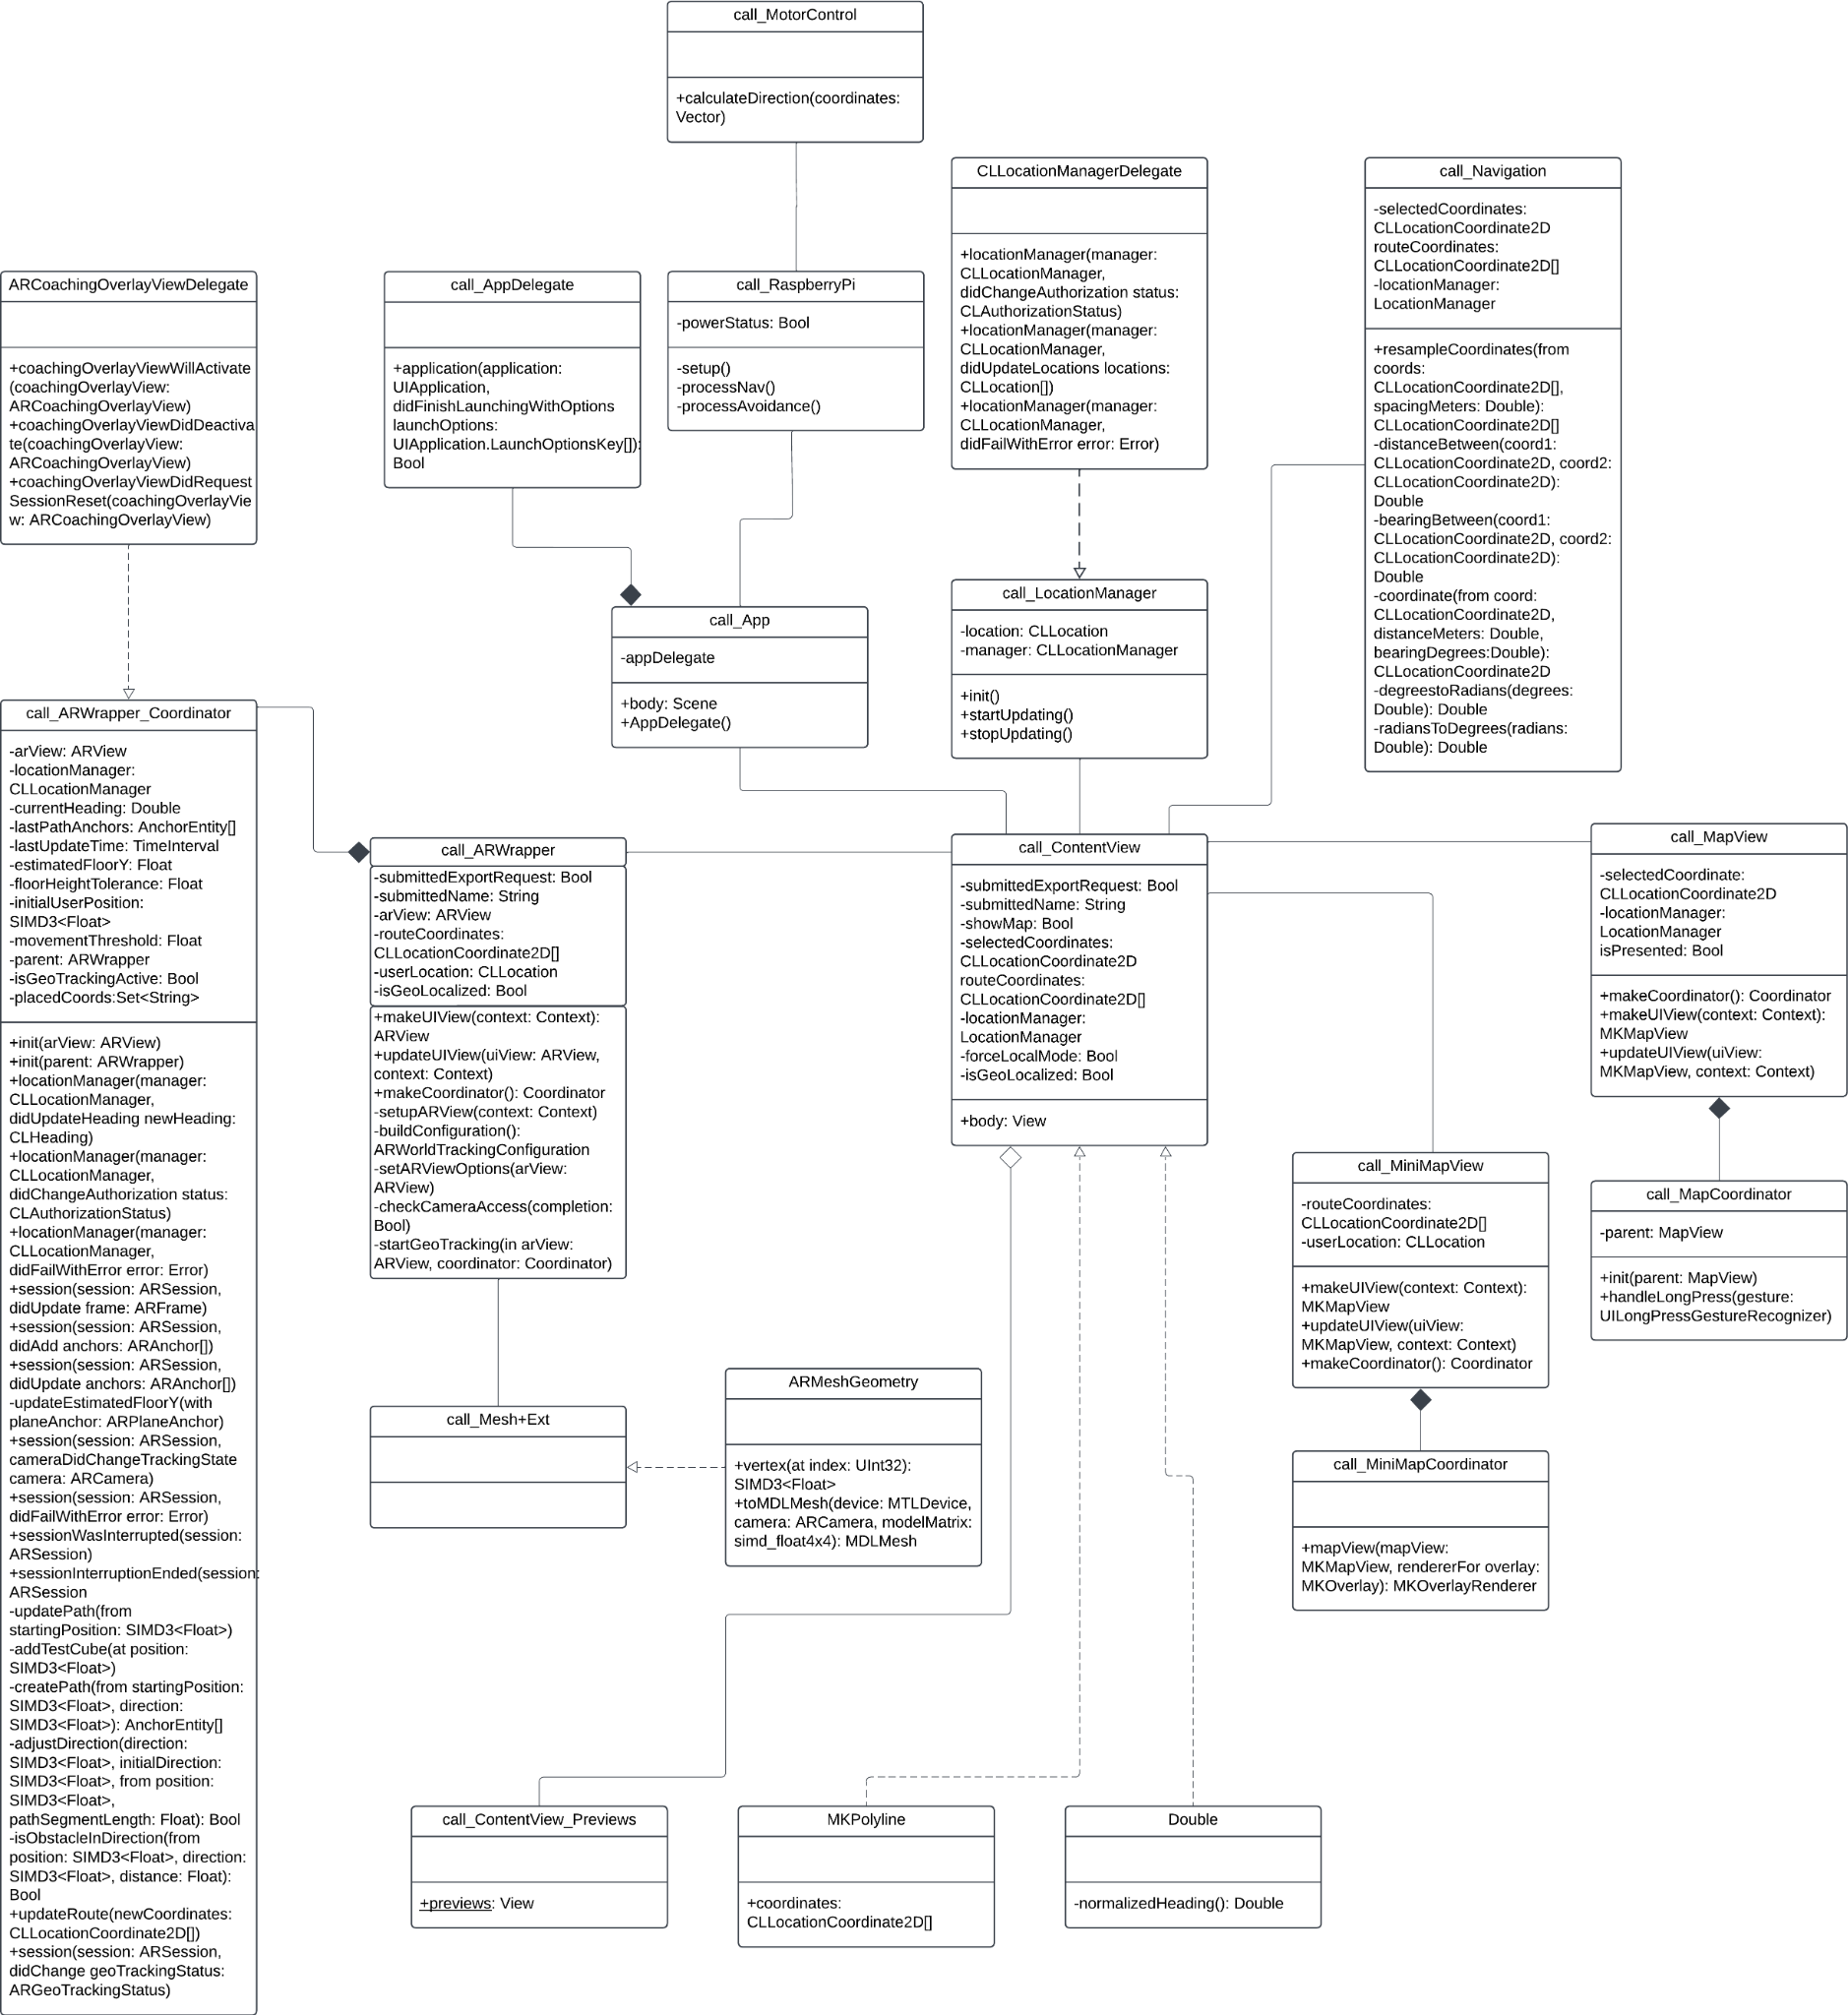 call_MotorControl
+calculateDirection(coordinates:
Vector)
CLLocationManagerDelegate
+locationManager(manager:
CLLocationManager,
didChangeAuthorization status:
CLAuthorizationStatus)
+locationManager(manager:
CLLocationManager,
didUpdateLocations locations:
CLLocation[])
+locationManager(manager:
CLLocationManager,
didFailWithError error: Error)
call_Navigation
-selectedCoordinates:
CLLocationCoordinate2D
routeCoordinates:
CLLocationCoordinate2D[]
-locationManager:
LocationManager
+resampleCoordinates(from
coords:
CLLocationCoordinate2D[],
spacingMeters: Double):
CLLocationCoordinate2D[]
-distanceBetween(coord1:
CLLocationCoordinate2D, coord2:
CLLocationCoordinate2D):
Double
-bearingBetween(coord1:
CLLocationCoordinate2D, coord2:
CLLocationCoordinate2D):
Double
-coordinate(from coord:
CLLocationCoordinate2D,
distanceMeters: Double,
bearingDegrees:Double):
CLLocationCoordinate2D
-degreestoRadians(degrees:
Double): Double
-radiansToDegrees(radians:
Double): Double
ARCoachingOverlayViewDelegate
+coachingOverlayViewWillActivate
(coachingOverlayView:
ARCoachingOverlayView)
+coachingOverlayViewDidDeactiva
te(coachingOverlayView:
ARCoachingOverlayView)
+coachingOverlayViewDidRequest
SessionReset(coachingOverlayVie
w: ARCoachingOverlayView)
call_AppDelegate
+application(application:
UIApplication,
didFinishLaunchingWithOptions
launchOptions:
UIApplication.LaunchOptionsKey[]):
Bool
call_RaspberryPi
-powerStatus: Bool
-setup()
-processNav()
-processAvoidance()
call_App
-appDelegate
+body: Scene
+AppDelegate()
call_LocationManager
-location: CLLocation
-manager: CLLocationManager
+init()
+startUpdating()
+stopUpdating()
call_ARWrapper_Coordinator
-arView: ARView
-locationManager:
CLLocationManager
-currentHeading: Double
-lastPathAnchors: AnchorEntity[]
-lastUpdateTime: TimeInterval
-estimatedFloorY: Float
-floorHeightTolerance: Float
-initialUserPosition:
SIMD3<Float>
-movementThreshold: Float
-parent: ARWrapper
-isGeoTrackingActive: Bool
-placedCoords:Set<String>
+init(arView: ARView)
+init(parent: ARWrapper)
+locationManager(manager:
CLLocationManager,
didUpdateHeading newHeading:
CLHeading)
+locationManager(manager:
CLLocationManager,
didChangeAuthorization status:
CLAuthorizationStatus)
+locationManager(manager:
CLLocationManager,
didFailWithError error: Error)
+session(session: ARSession,
didUpdate frame: ARFrame)
+session(session: ARSession,
didAdd anchors: ARAnchor[])
+session(session: ARSession,
didUpdate anchors: ARAnchor[])
-updateEstimatedFloorY(with
planeAnchor: ARPlaneAnchor)
+session(session: ARSession,
cameraDidChangeTrackingState
camera: ARCamera)
+session(session: ARSession,
didFailWithError error: Error)
+sessionWasInterrupted(session:
ARSession)
+sessionInterruptionEnded(session:
ARSession
-updatePath(from
startingPosition: SIMD3<Float>)
-addTestCube(at position:
SIMD3<Float>)
-createPath(from startingPosition:
SIMD3<Float>, direction:
SIMD3<Float>): AnchorEntity[]
-adjustDirection(direction:
SIMD3<Float>, initialDirection:
SIMD3<Float>, from position:
SIMD3<Float>,
pathSegmentLength: Float): Bool
-isObstacleInDirection(from
position: SIMD3<Float>, direction:
SIMD3<Float>, distance: Float):
Bool
+updateRoute(newCoordinates:
CLLocationCoordinate2D[])
+session(session: ARSession,
didChange geoTrackingStatus:
ARGeoTrackingStatus)
call_ARWrapper
-submittedExportRequest: Bool
-submittedName: String
-arView: ARView
-routeCoordinates:
CLLocationCoordinate2D[]
-userLocation: CLLocation
-isGeoLocalized: Bool
+makeUIView(context: Context):
ARView
+updateUIView(uiView: ARView,
context: Context)
+makeCoordinator(): Coordinator
-setupARView(context: Context)
-buildConfiguration():
ARWorldTrackingConfiguration
-setARViewOptions(arView:
ARView)
-checkCameraAccess(completion:
Bool)
-startGeoTracking(in arView:
ARView, coordinator: Coordinator)
call_ContentView
-submittedExportRequest: Bool
-submittedName: String
-showMap: Bool
-selectedCoordinates:
CLLocationCoordinate2D
routeCoordinates:
CLLocationCoordinate2D[]
-locationManager:
LocationManager
-forceLocalMode: Bool
-isGeoLocalized: Bool
+body: View
call_MapView
-selectedCoordinate:
CLLocationCoordinate2D
-locationManager:
LocationManager
isPresented: Bool
+makeCoordinator(): Coordinator
+makeUIView(context: Context):
MKMapView
+updateUIView(uiView:
MKMapView, context: Context)
call_MiniMapView
-routeCoordinates:
CLLocationCoordinate2D[]
-userLocation: CLLocation
+makeUIView(context: Context):
MKMapView
+updateUIView(uiView:
MKMapView, context: Context)
+makeCoordinator(): Coordinator
call_MapCoordinator
-parent: MapView
+init(parent: MapView)
+handleLongPress(gesture:
UILongPressGestureRecognizer)
call_Mesh+Ext
ARMeshGeometry
+vertex(at index: UInt32):
SIMD3<Float>
+toMDLMesh(device: MTLDevice,
camera: ARCamera, modelMatrix:
simd_float4x4): MDLMesh
call_MiniMapCoordinator
+mapView(mapView:
MKMapView, rendererFor overlay:
MKOverlay): MKOverlayRenderer
call_ContentView_Previews
+previews: View
MKPolyline
+coordinates:
CLLocationCoordinate2D[]
Double
-normalizedHeading(): Double